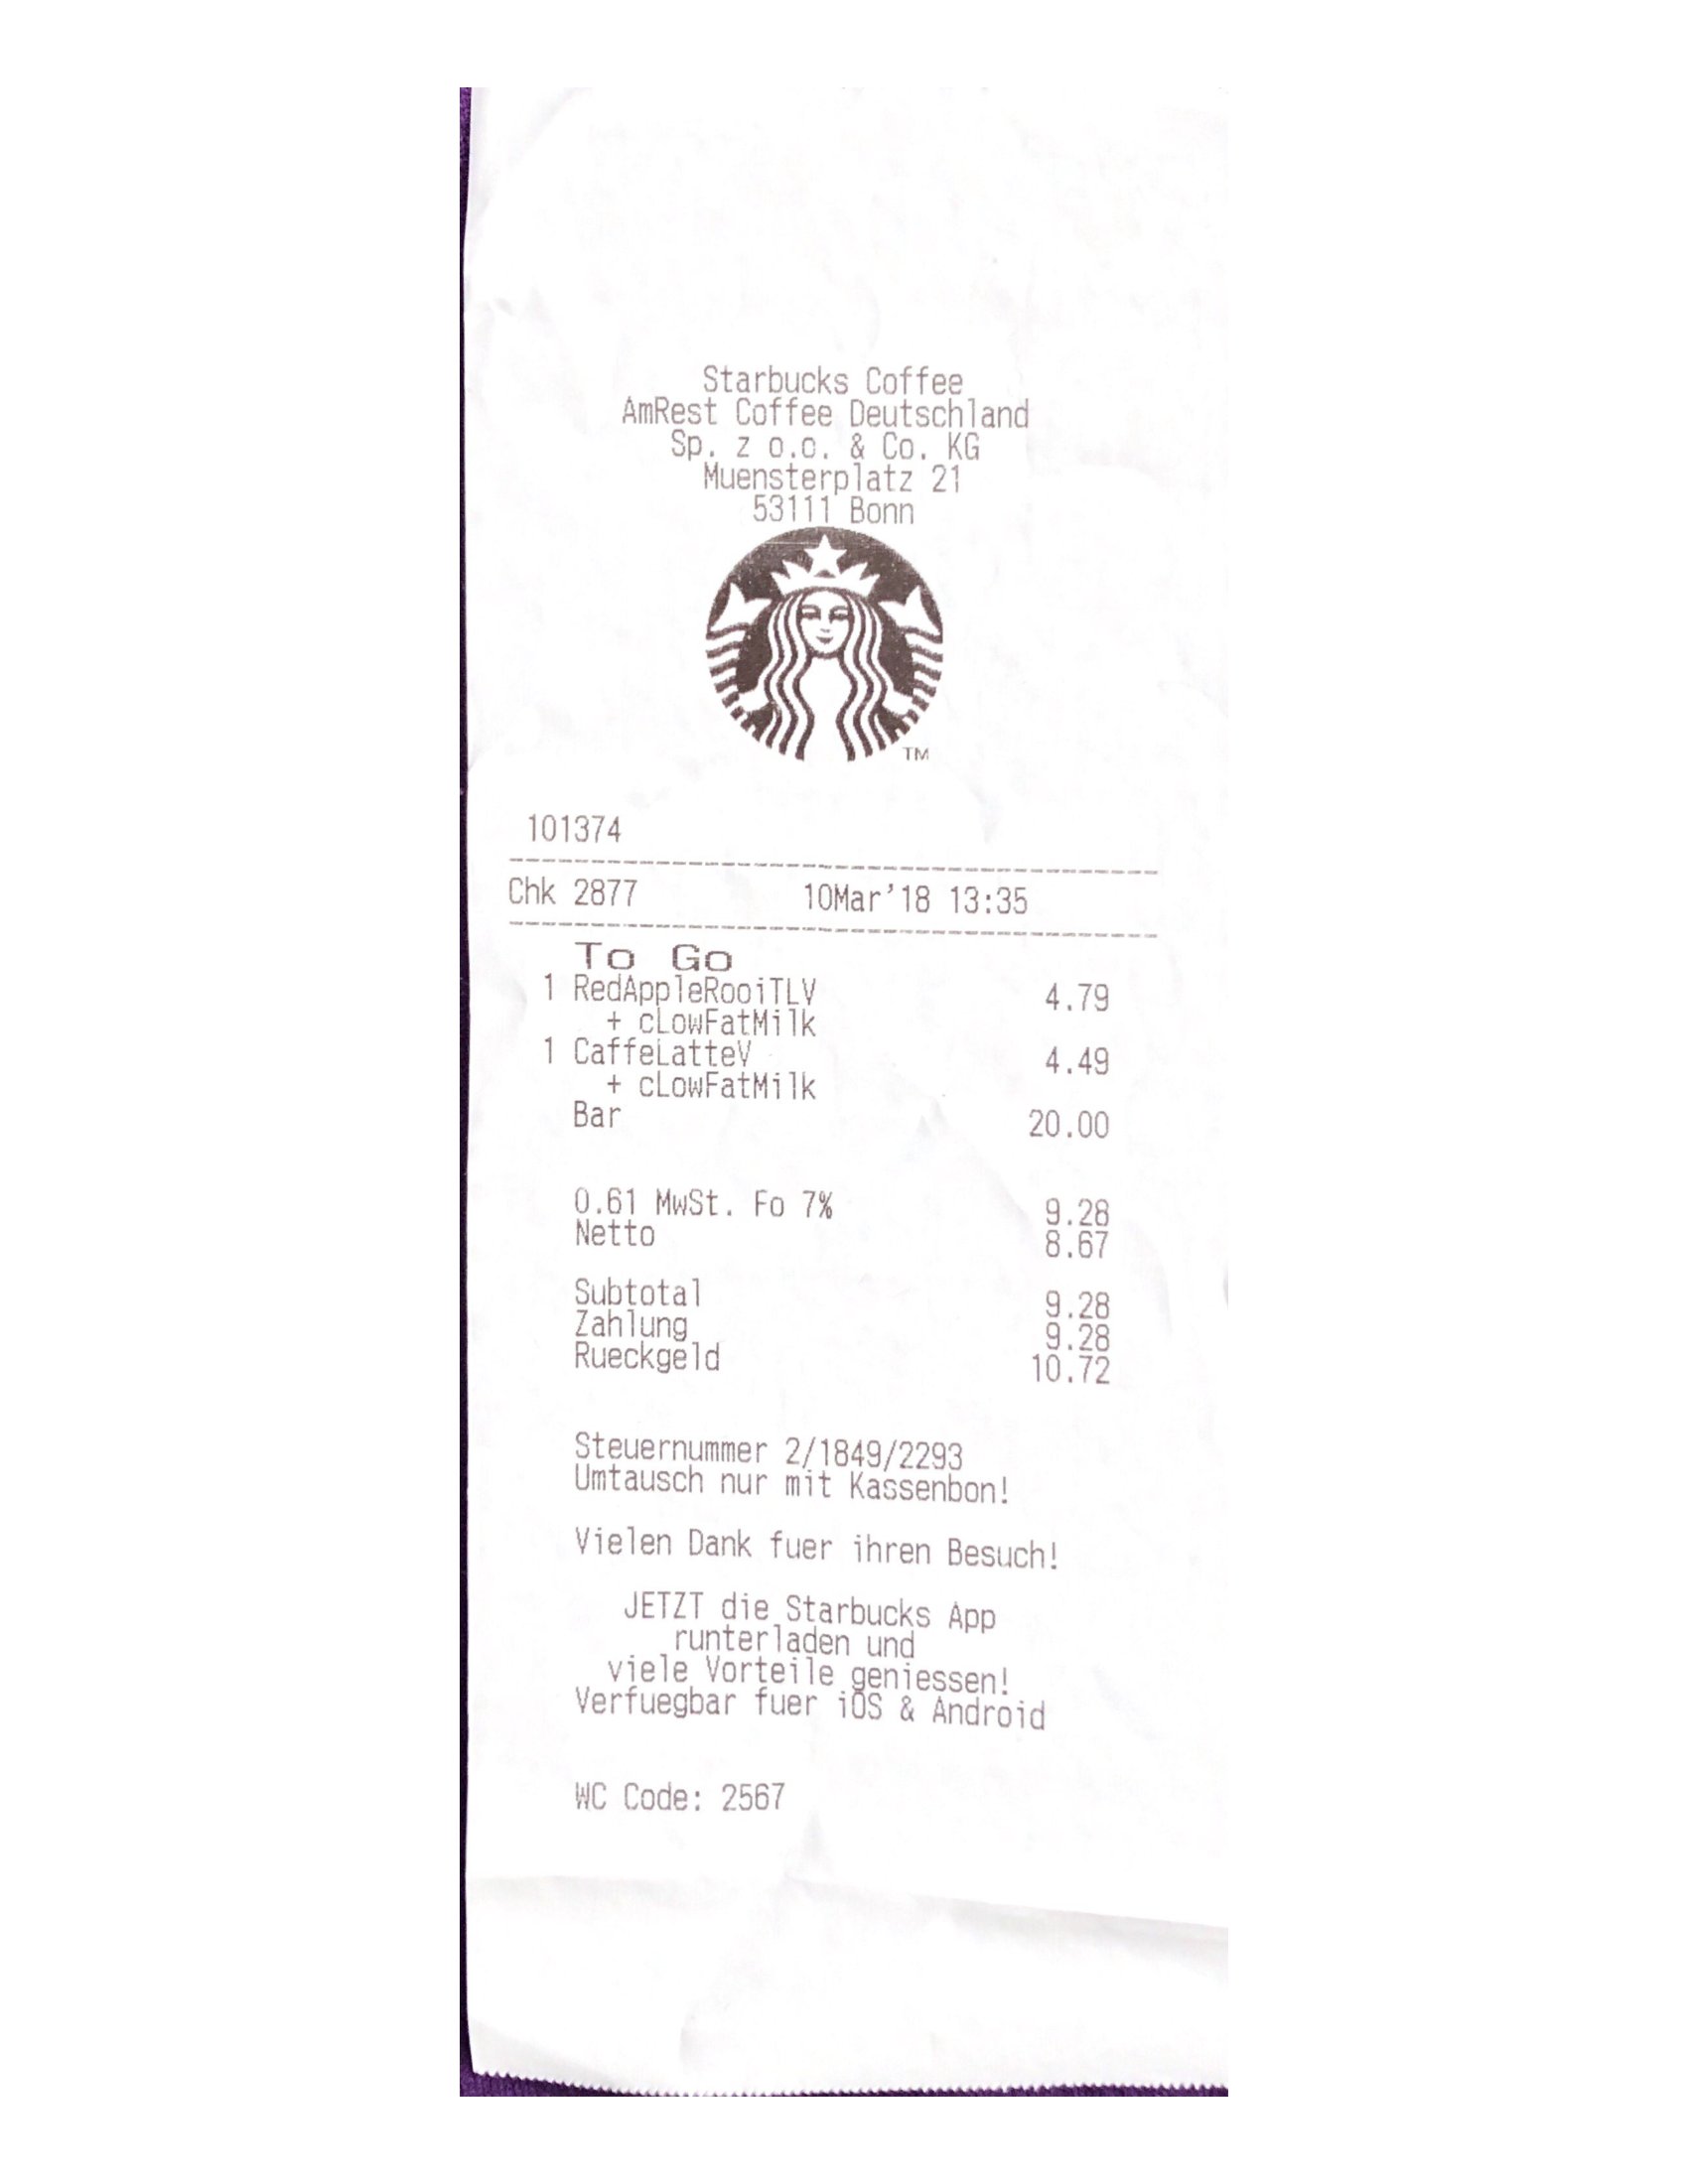 Starbucks Coffee
AmRest Coffee Deutschland
Sp. z o.o. & Co. KG
Muensterplatz 21
53111 Bonn
TM
101374
Chk 2877 10Mar'18 13:35
To Go
1 RedAppleRooiTLV 4.79
+ cLowFatMilk
1 CaffeLatteV 4.49
+ cLowFatMilk
Bar 20.00
0.61 MwSt. Fo 7% 9.28
Netto 8.67
Subtotal 9.28
Zahlung 9.28
Rueckgeld 10.72
Steuernummer 2/1849/2293
Umtausch nur mit Kassenbon!
Vielen Dank fuer ihren Besuch!
JETZT die Starbucks App
runterladen und
viele Vorteile geniessen!
Verfuegbar fuer iOS & Android
WC Code: 2567